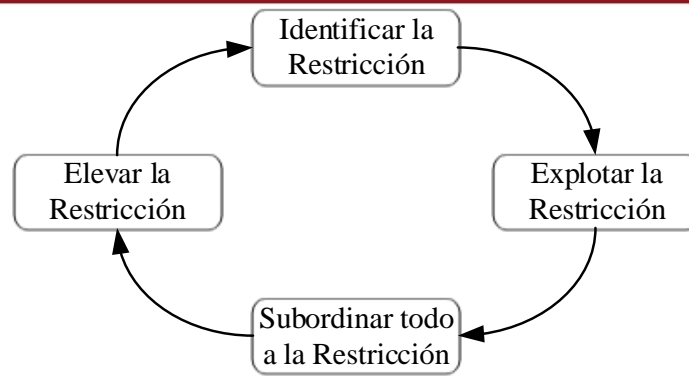 Identificar la
Restricción
Elevar la
Restricción
Explotar la
Restricción
Subordinar todo
a la Restricción